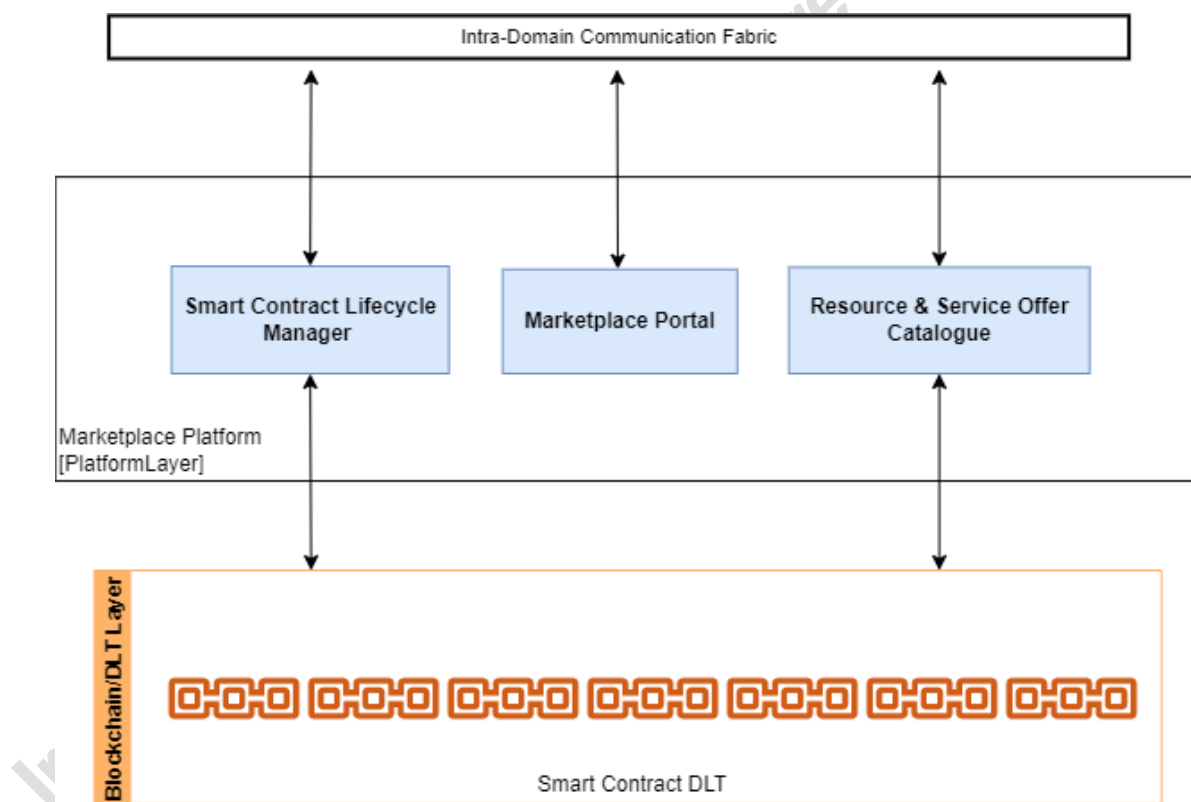 Intra-Domain Communication Fabric
Smart Contract Lifecycle
Manager
Marketplace Portal
Resource & Service Offer
Catalogue
Marketplace Platform
[PlatformLayer]
Blockchain/DLT Layer
Smart Contract DLT